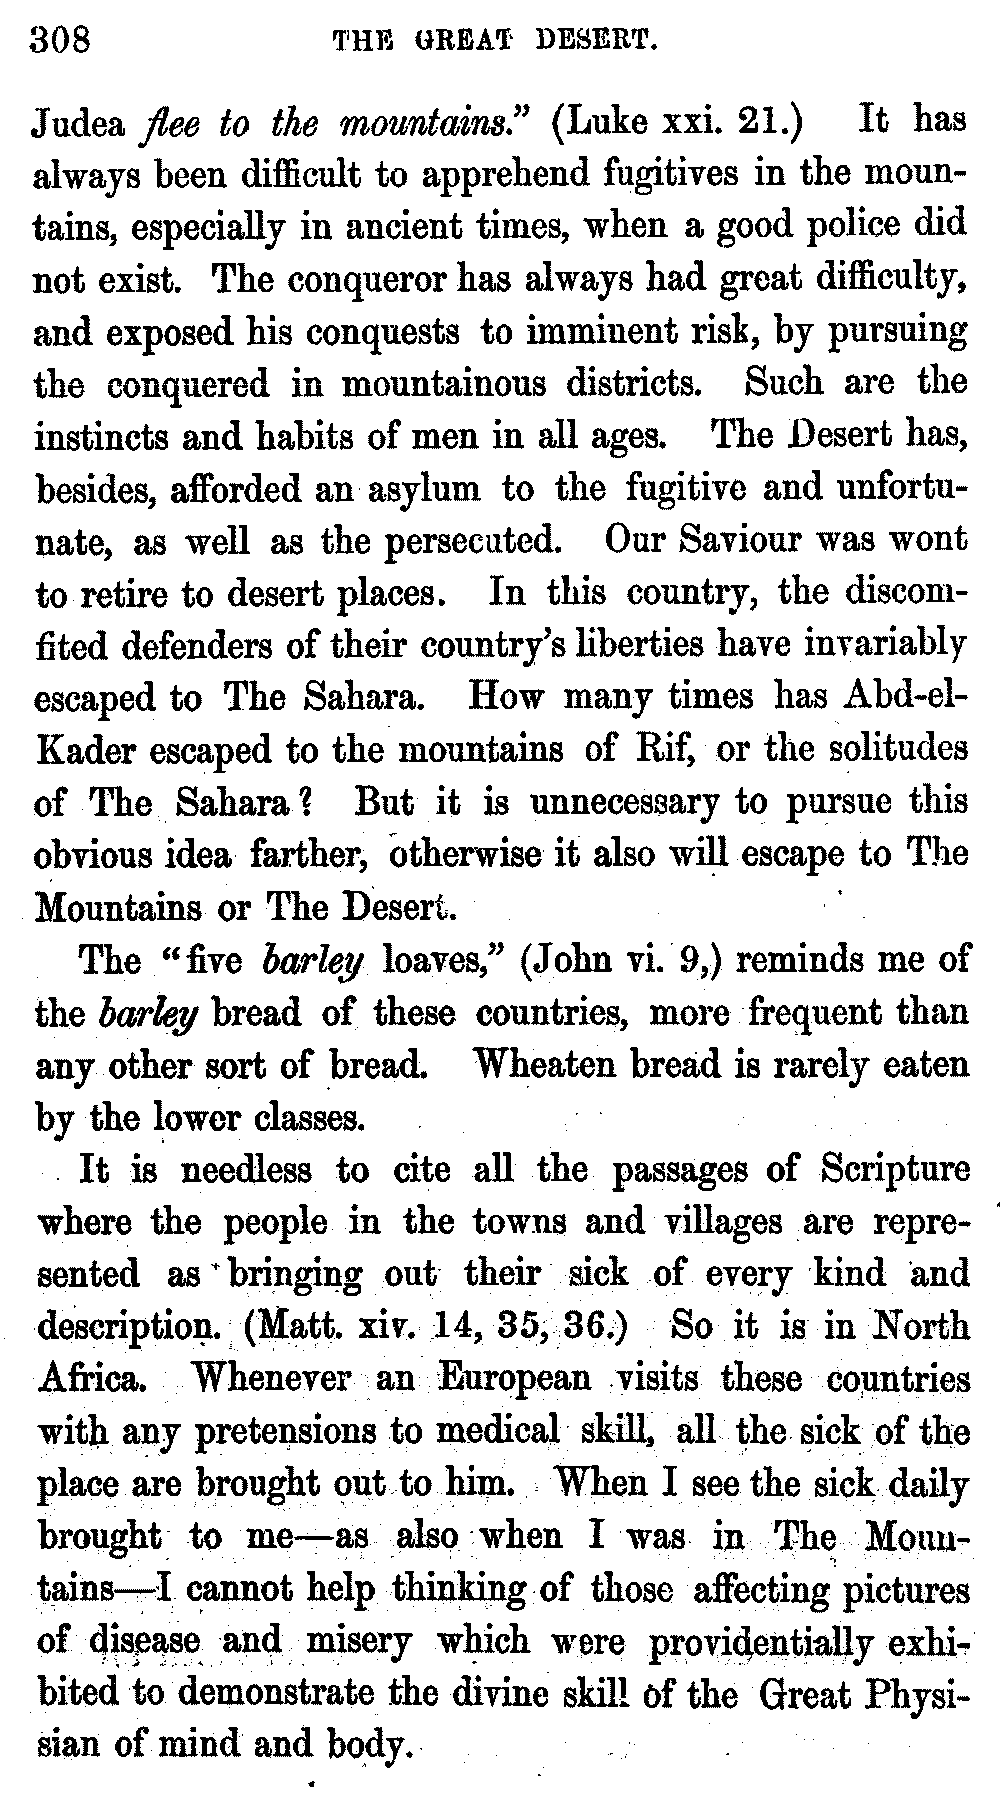 308 THE GREAT DESERT.
Judea flee to the mountains." (Luke xxi. 21.) It has
always been difficult to apprehend fugitives in the moun-
tains, especially in ancient times, when a good police did
not exist. The conqueror has always had great difficulty,
and exposed his conquests to imminent risk, by pursuing
the conquered in mountainous districts. Such are the
instincts and habits of men in all ages. The Desert has,
besides, afforded an asylum to the fugitive and unfortu-
nate, as well as the persecuted. Our Saviour was wont
to retire to desert places. In this country, the discom-
fited defenders of their country's liberties have invariably
escaped to The Sahara. How many times has Abd-el-
Kader escaped to the mountains of Rif, or the solitudes
of The Sahara? But it is unnecessary to pursue this
obvious idea farther, otherwise it also will escape to The
Mountains or The Desert.
The "five barley loaves," (John vi. 9,) reminds me of
the barley bread of these countries, more frequent than
any other sort of bread. Wheaten bread is rarely eaten
by the lower classes.
It is needless to cite all the passages of Scripture
where the people in the towns and villages are repre-
sented as bringing out their sick of every kind and
description. (Matt. xiv. 14, 35, 36.) So it is in North
Africa. Whenever an European visits these countries
with any pretensions to medical skill, all the sick of the
place are brought out to him. When I see the sick daily
brought to me—as also when I was in The Moun-
tains—I cannot help thinking of those affecting pictures
of disease and misery which were providentially exhi-
bited to demonstrate the divine skill of the Great Physi-
sian of mind and body.